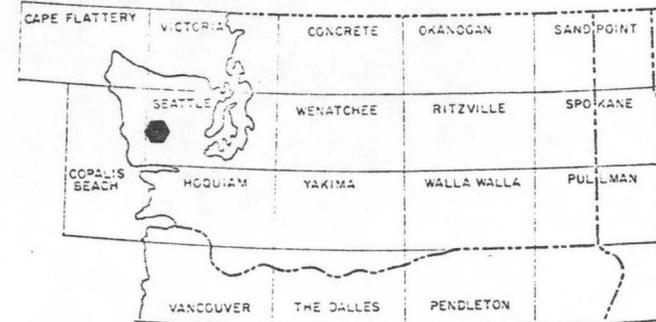 CAPE FLATTERY
VICTORIA
CONCRETE
OKANOGAN
SAND POINT
SEATTLE
WENATCHEE
RITZVILLE
SPOKANE
COPALIS
BEACH
HOQUIAM
YAKIMA
WALLA WALLA
PULLMAN
VANCOUVER
THE DALLES
PENDLETON